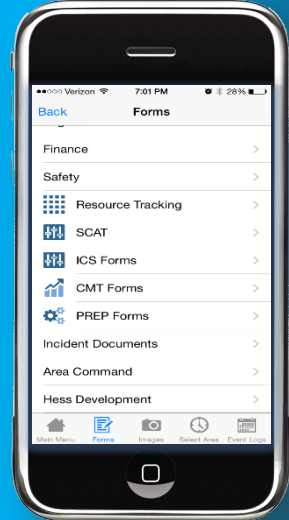 Verizon 7:01 PM 28%
Back Forms
Finance
Safety
Resource Tracking
SCAT
ICS Forms
CMT Forms
PREP Forms
Incident Documents
Area Command
Hess Development
Main Menu Forms Images Select Area Event Logs